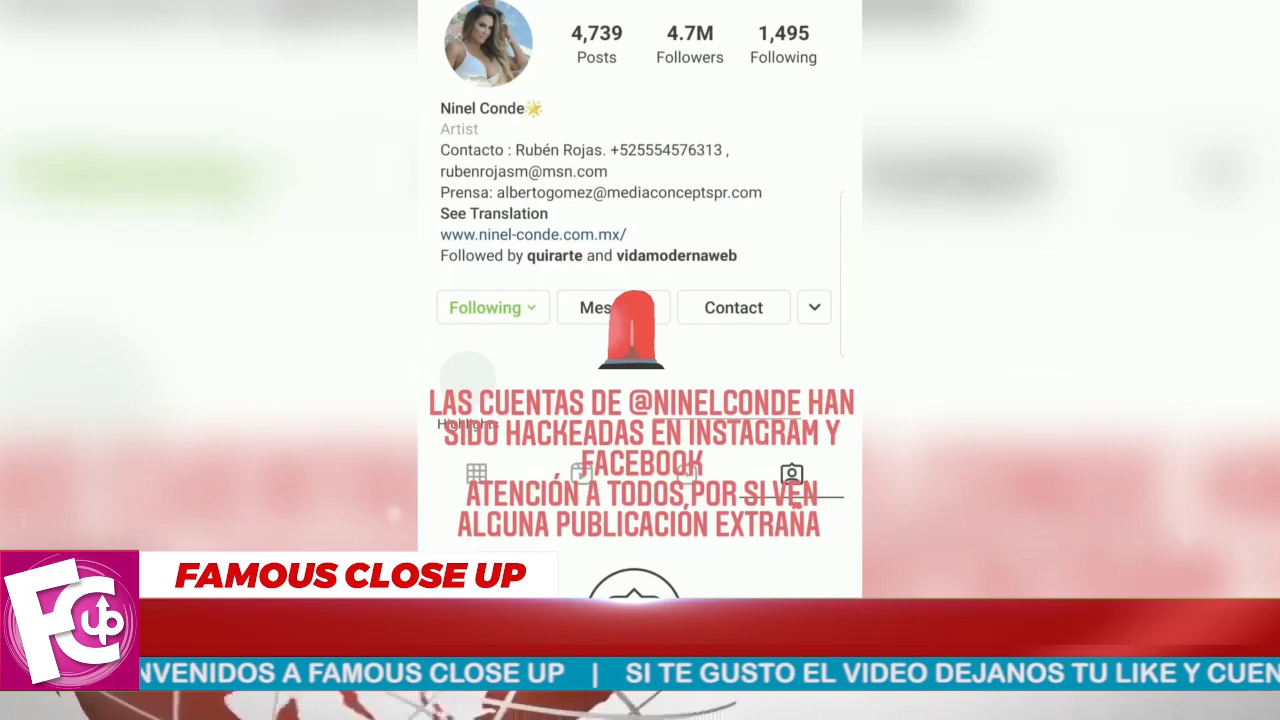 4,739 4.7M 1,495
Posts Followers Following
Ninel Conde
Artist
Contacto : Rubén Rojas. +525554576313 ,
rubenrojasm@msn.com
Prensa: albertogomez@mediaconceptspr.com
See Translation
www.ninel-conde.com.mx/
Followed by quirarte and vidamodernaweb
Following Contact
LAS CUENTAS DE @NINELCONDE HAN
Highlights
SIDO HACKEADAS EN INSTAGRAM Y
FACEBOOK
ATENCIÓN A TODOS,POR SI VEN
ALGUNA PUBLICACIÓN EXTRAÑA
FAMOUS CLOSE UP
FC up
NVENIDOS A FAMOUS CLOSE UP | SI TE GUSTO EL VIDEO DEJANOS TU LIKE Y CUEN